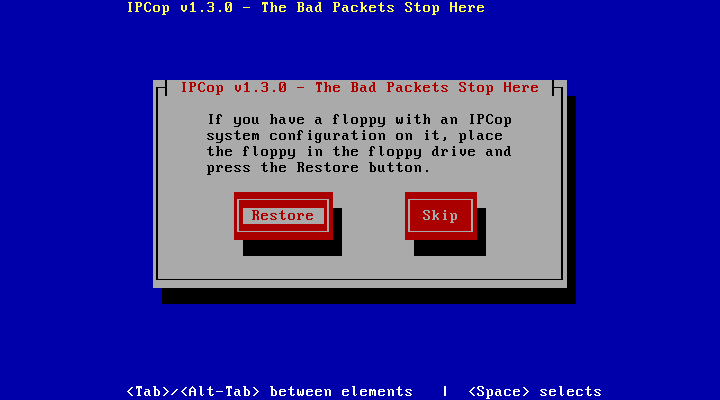 IPCop v1.3.0 - The Bad Packets Stop Here
IPCop v1.3.0 - The Bad Packets Stop Here
If you have a floppy with an IPCop
system configuration on it, place
the floppy in the floppy drive and
press the Restore button.
Restore Skip
<Tab>/<Alt-Tab> between elements | <Space> selects